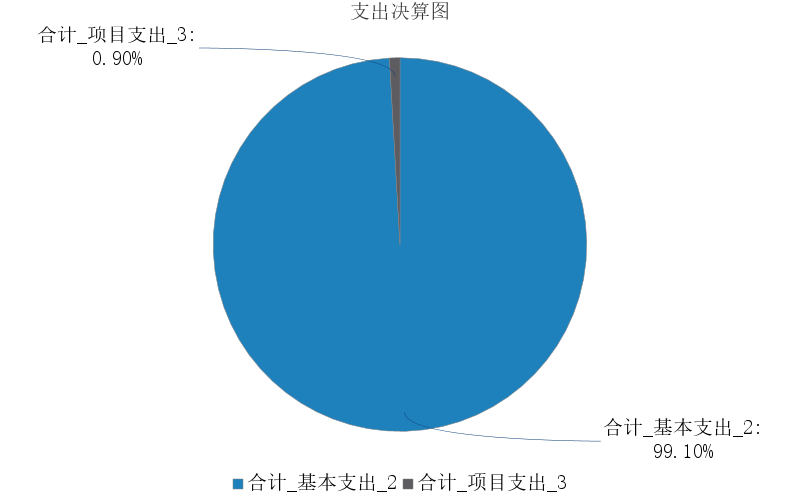 支出决算图
合计_项目支出_3:
0.90%
合计_基本支出_2:
99.10%
合计_基本支出_2 合计_项目支出_3